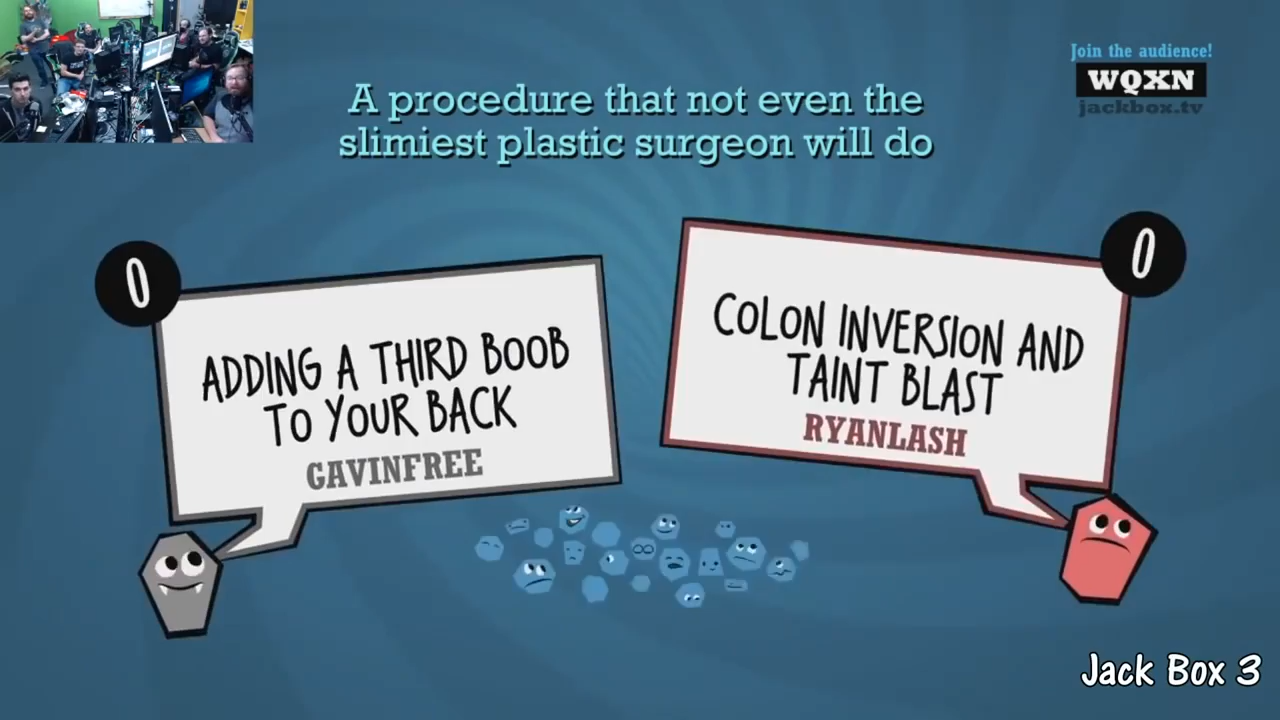 Join the audience!
WQXN
jackbox.tv
A procedure that not even the
slimiest plastic surgeon will do
0
ADDING A THIRD BOOB
TO YOUR BACK
GAVINFREE
0
COLON INVERSION AND
TAINT BLAST
RYANLASH
Jack Box 3